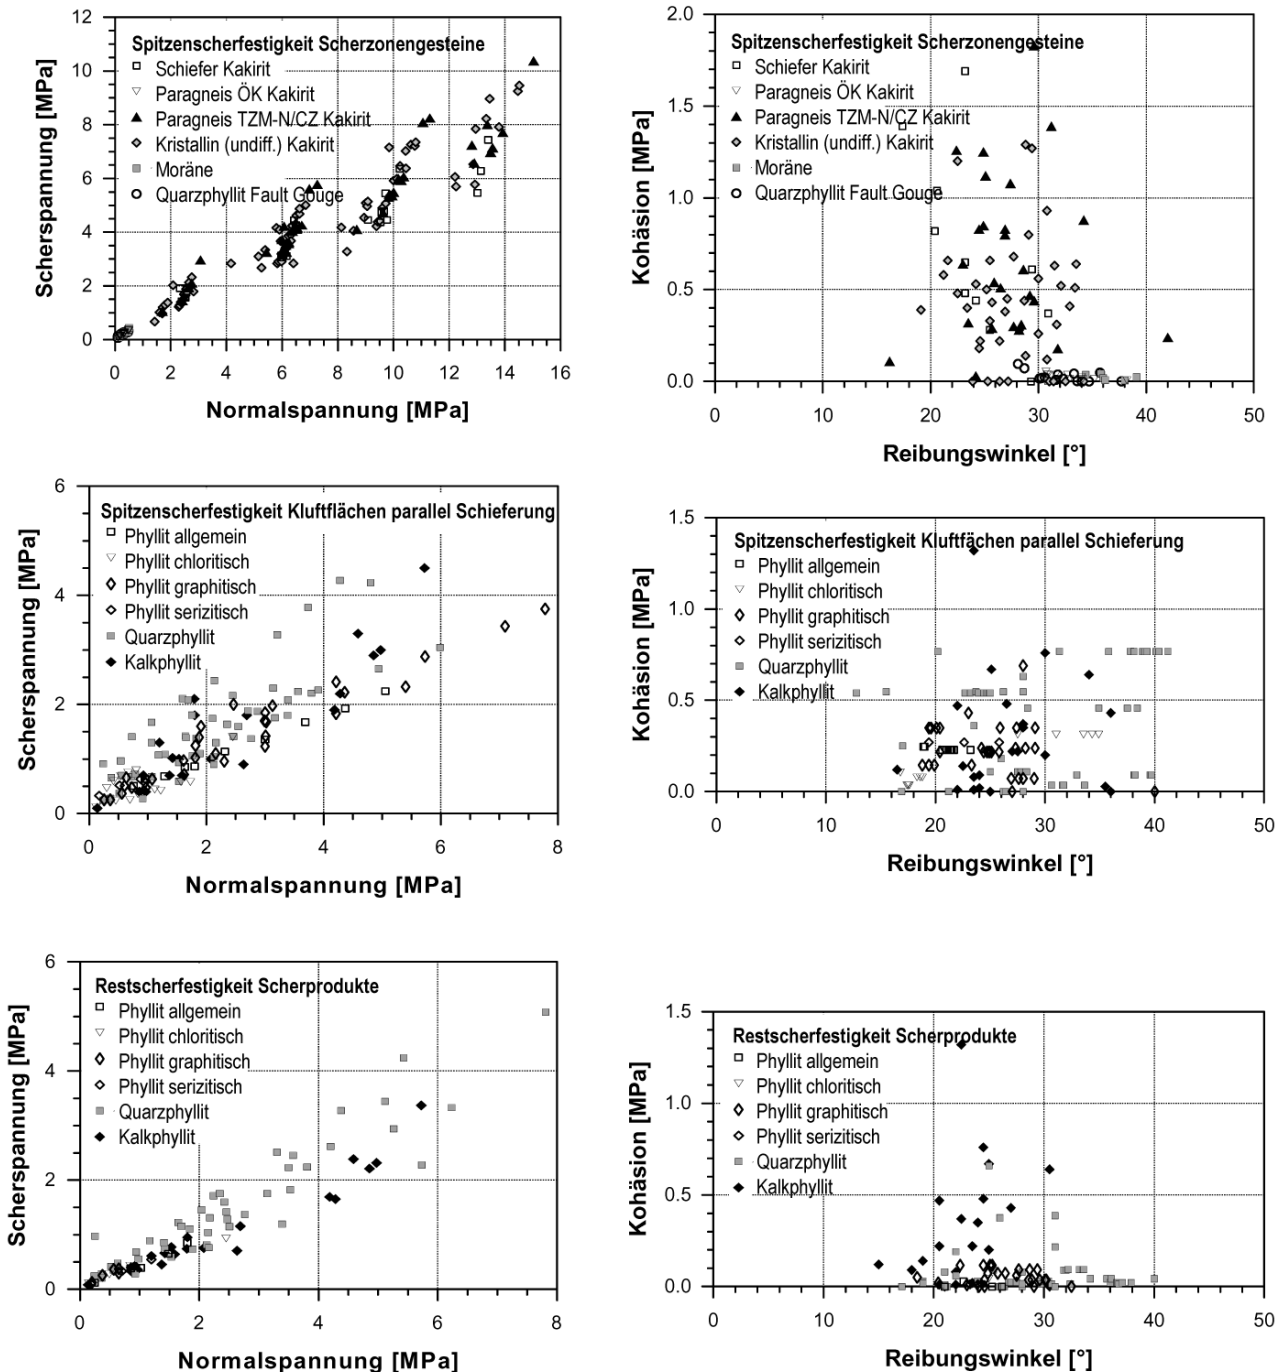 Spitzenscherfestigkeit Scherzonengesteine
Schiefer Kakirit
Paragneis ÖK Kakirit
Paragneis TZM-N/CZ Kakirit
Kristallin (undiff.) Kakirit
Moräne
Quarzphyllit Fault Gouge
Scherspannung [MPa]
12
10
8
6
4
2
0
0 2 4 6 8 10 12 14 16
Normalspannung [MPa]
Spitzenscherfestigkeit Scherzonengesteine
Schiefer Kakirit
Paragneis ÖK Kakirit
Paragneis TZM-N/CZ Kakirit
Kristallin (undiff.) Kakirit
Moräne
Quarzphyllit Fault Gouge
Kohäsion [MPa]
2.0
1.5
1.0
0.5
0.0
0 10 20 30 40 50
Reibungswinkel [°]
Spitzenscherfestigkeit Kluftflächen parallel Schieferung
Phyllit allgemein
Phyllit chloritisch
Phyllit graphitisch
Phyllit serizitisch
Quarzphyllit
Kalkphyllit
Scherspannung [MPa]
6
4
2
0
0 2 4 6 8
Normalspannung [MPa]
Spitzenscherfestigkeit Kluftfächen parallel Schieferung
Phyllit allgemein
Phyllit chloritisch
Phyllit graphitisch
Phyllit serizitisch
Quarzphyllit
Kalkphyllit
Kohäsion [MPa]
1.5
1.0
0.5
0.0
0 10 20 30 40 50
Reibungswinkel [°]
Restscherfestigkeit Scherprodukte
Phyllit allgemein
Phyllit chloritisch
Phyllit graphitisch
Phyllit serizitisch
Quarzphyllit
Kalkphyllit
Scherspannung [MPa]
6
4
2
0
0 2 4 6 8
Normalspannung [MPa]
Restscherfestigkeit Scherprodukte
Phyllit allgemein
Phyllit chloritisch
Phyllit graphitisch
Phyllit serizitisch
Quarzphyllit
Kalkphyllit
Kohäsion [MPa]
1.5
1.0
0.5
0.0
0 10 20 30 40 50
Reibungswinkel [°]